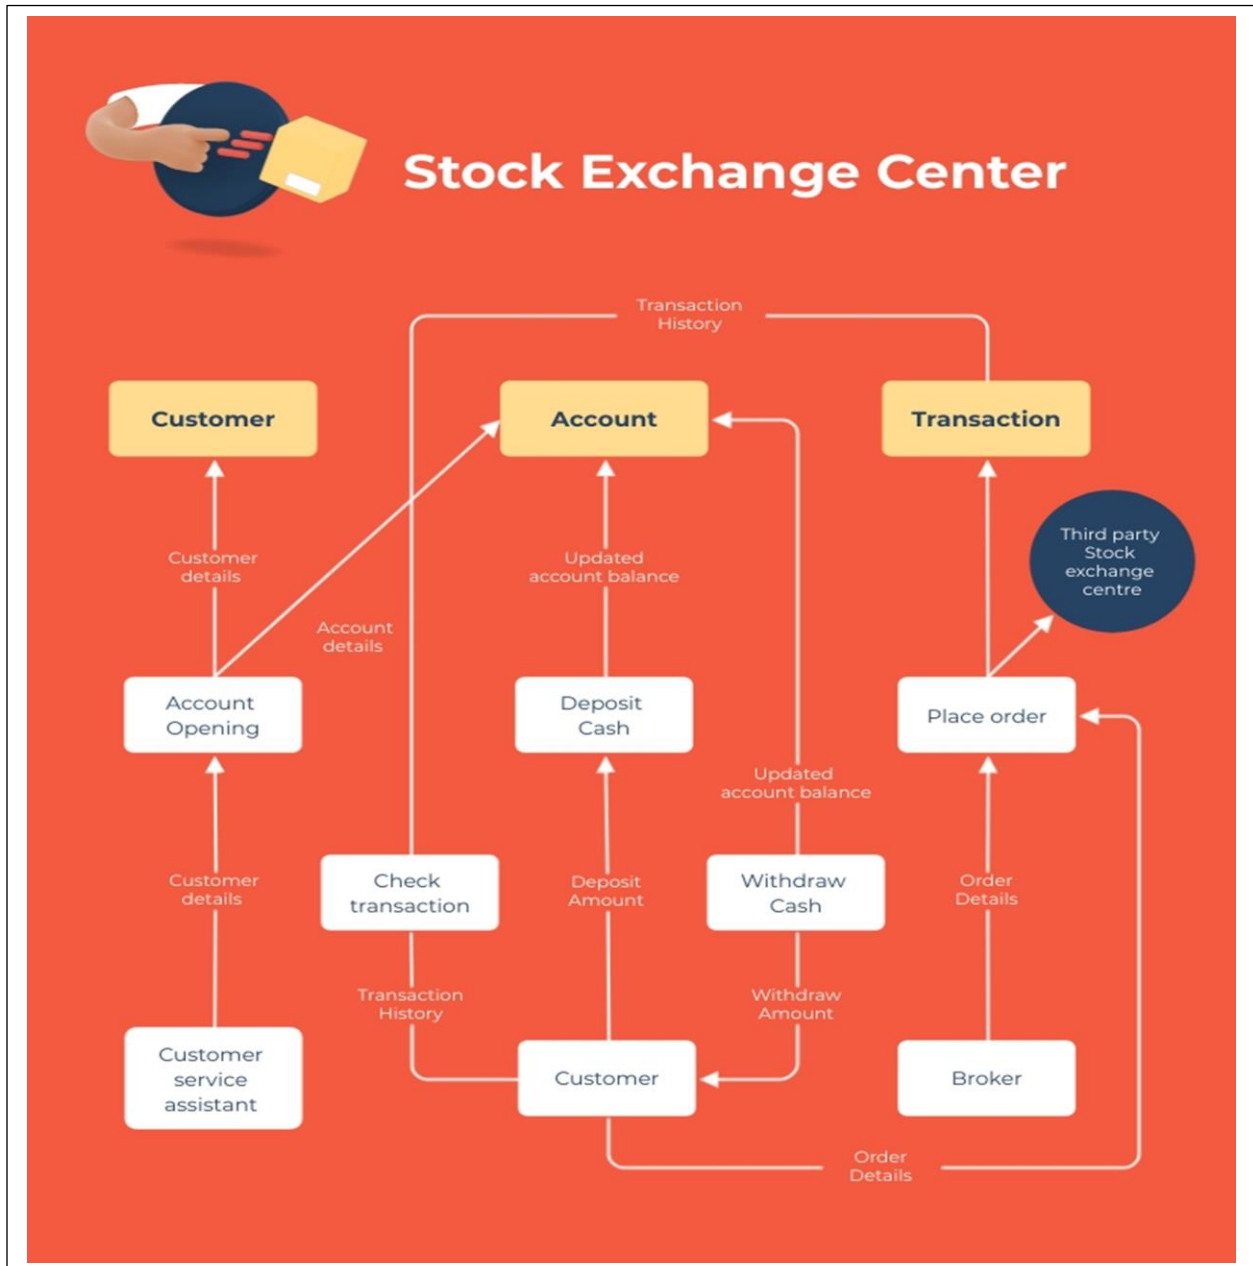 Stock Exchange Center
Transaction
History
Customer
Account
Transaction
Third party
Stock
exchange
centre
Customer
details
Updated
account balance
Account
details
Account
Opening
Deposit
Cash
Place order
Updated
account balance
Customer
details
Check
transaction
Deposit
Amount
Withdraw
Cash
Order
Details
Transaction
History
Withdraw
Amount
Customer
service
assistant
Customer
Broker
Order
Details